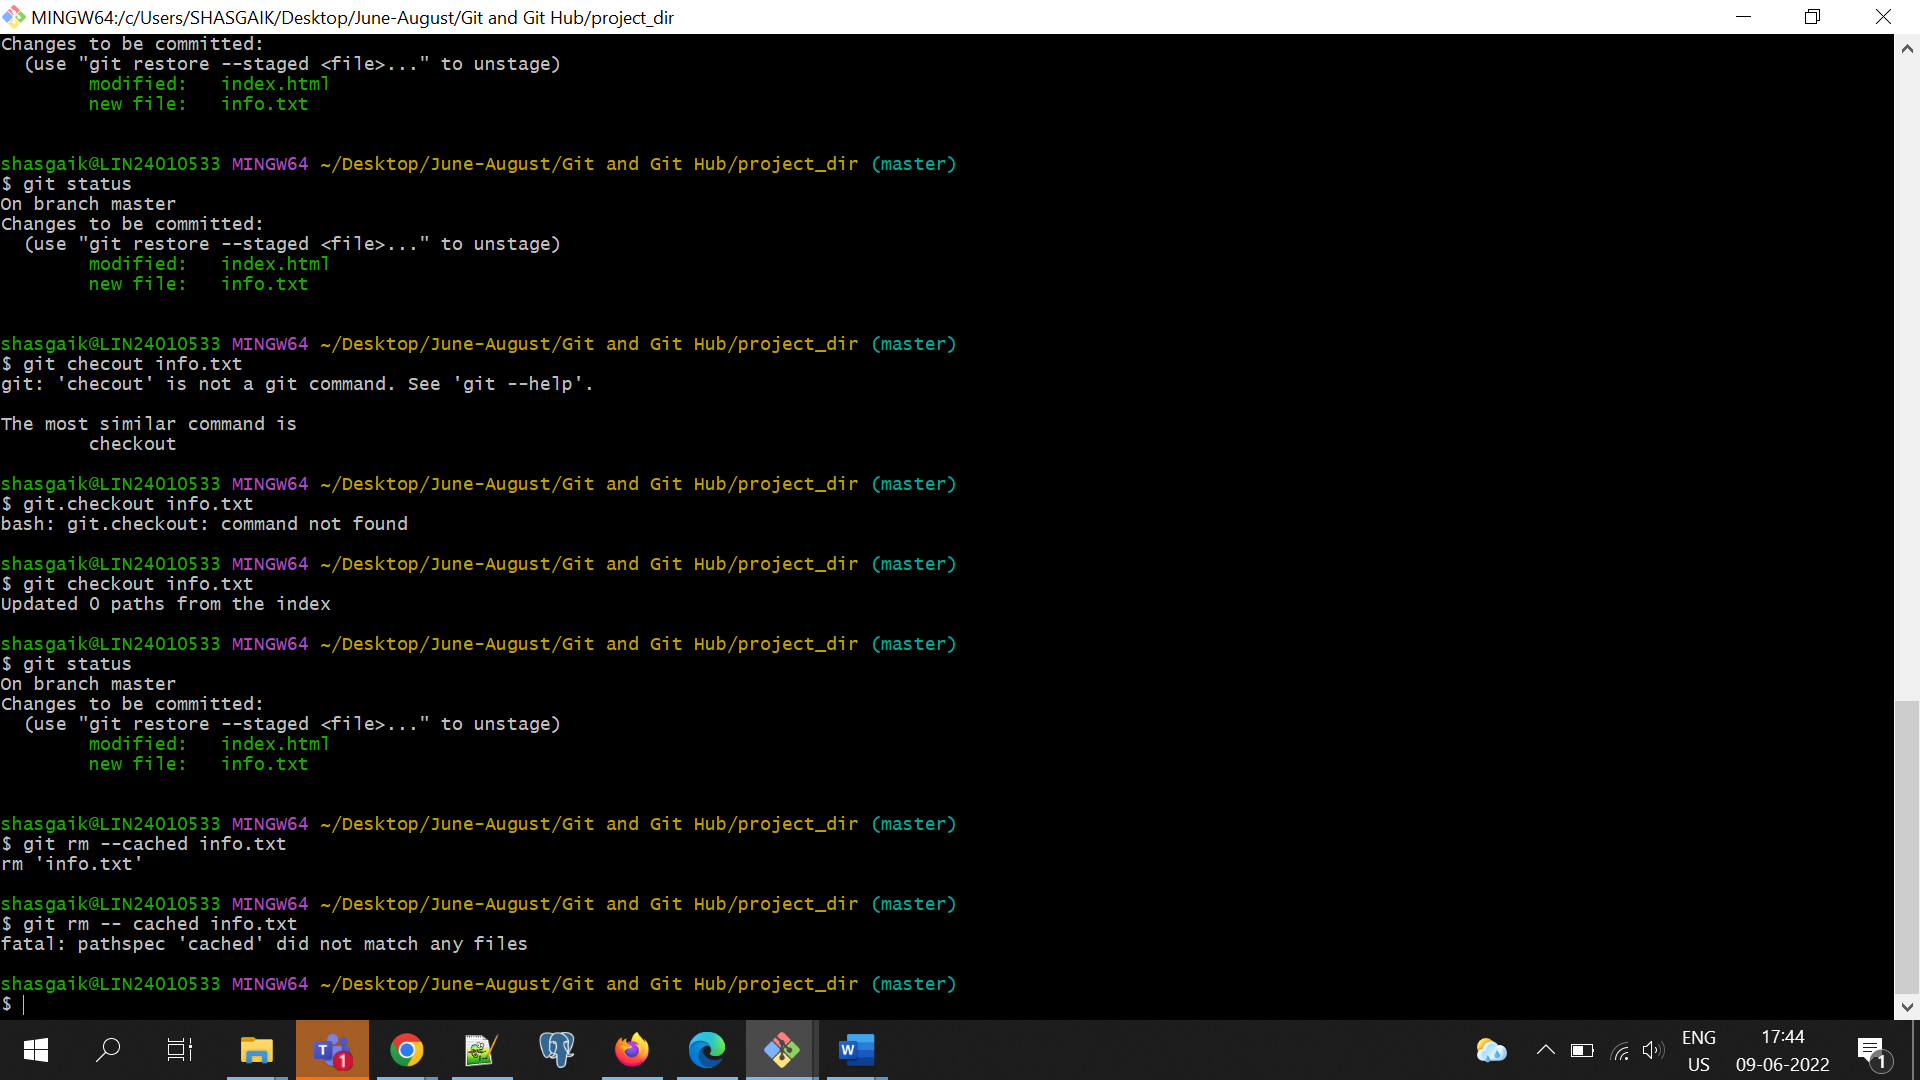 MINGW64:/c/Users/SHASGAIK/Desktop/June-August/Git and Git Hub/project_dir
Changes to be committed:
  (use "git restore --staged <file>..." to unstage)
        modified:   index.html
        new file:   info.txt
shasgaik@LIN24010533 MINGW64 ~/Desktop/June-August/Git and Git Hub/project_dir (master)
$ git status
On branch master
Changes to be committed:
  (use "git restore --staged <file>..." to unstage)
        modified:   index.html
        new file:   info.txt
shasgaik@LIN24010533 MINGW64 ~/Desktop/June-August/Git and Git Hub/project_dir (master)
$ git checout info.txt
git: 'checout' is not a git command. See 'git --help'.
The most similar command is
        checkout
shasgaik@LIN24010533 MINGW64 ~/Desktop/June-August/Git and Git Hub/project_dir (master)
$ git.checkout info.txt
bash: git.checkout: command not found
shasgaik@LIN24010533 MINGW64 ~/Desktop/June-August/Git and Git Hub/project_dir (master)
$ git checkout info.txt
Updated 0 paths from the index
shasgaik@LIN24010533 MINGW64 ~/Desktop/June-August/Git and Git Hub/project_dir (master)
$ git status
On branch master
Changes to be committed:
  (use "git restore --staged <file>..." to unstage)
        modified:   index.html
        new file:   info.txt
shasgaik@LIN24010533 MINGW64 ~/Desktop/June-August/Git and Git Hub/project_dir (master)
$ git rm --cached info.txt
rm 'info.txt'
shasgaik@LIN24010533 MINGW64 ~/Desktop/June-August/Git and Git Hub/project_dir (master)
$ git rm -- cached info.txt
fatal: pathspec 'cached' did not match any files
shasgaik@LIN24010533 MINGW64 ~/Desktop/June-August/Git and Git Hub/project_dir (master)
$
T 1
W
ENG
US
17:44
09-06-2022
1